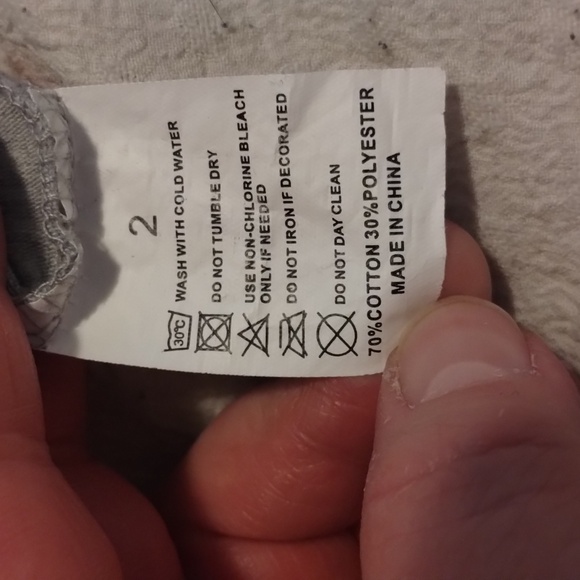 2
30℃ WASH WITH COLD WATER
DO NOT TUMBLE DRY
USE NON-CHLORINE BLEACH
ONLY IF NEEDED
DO NOT IRON IF DECORATED
DO NOT DAY CLEAN
70%COTTON 30%POLYESTER
MADE IN CHINA